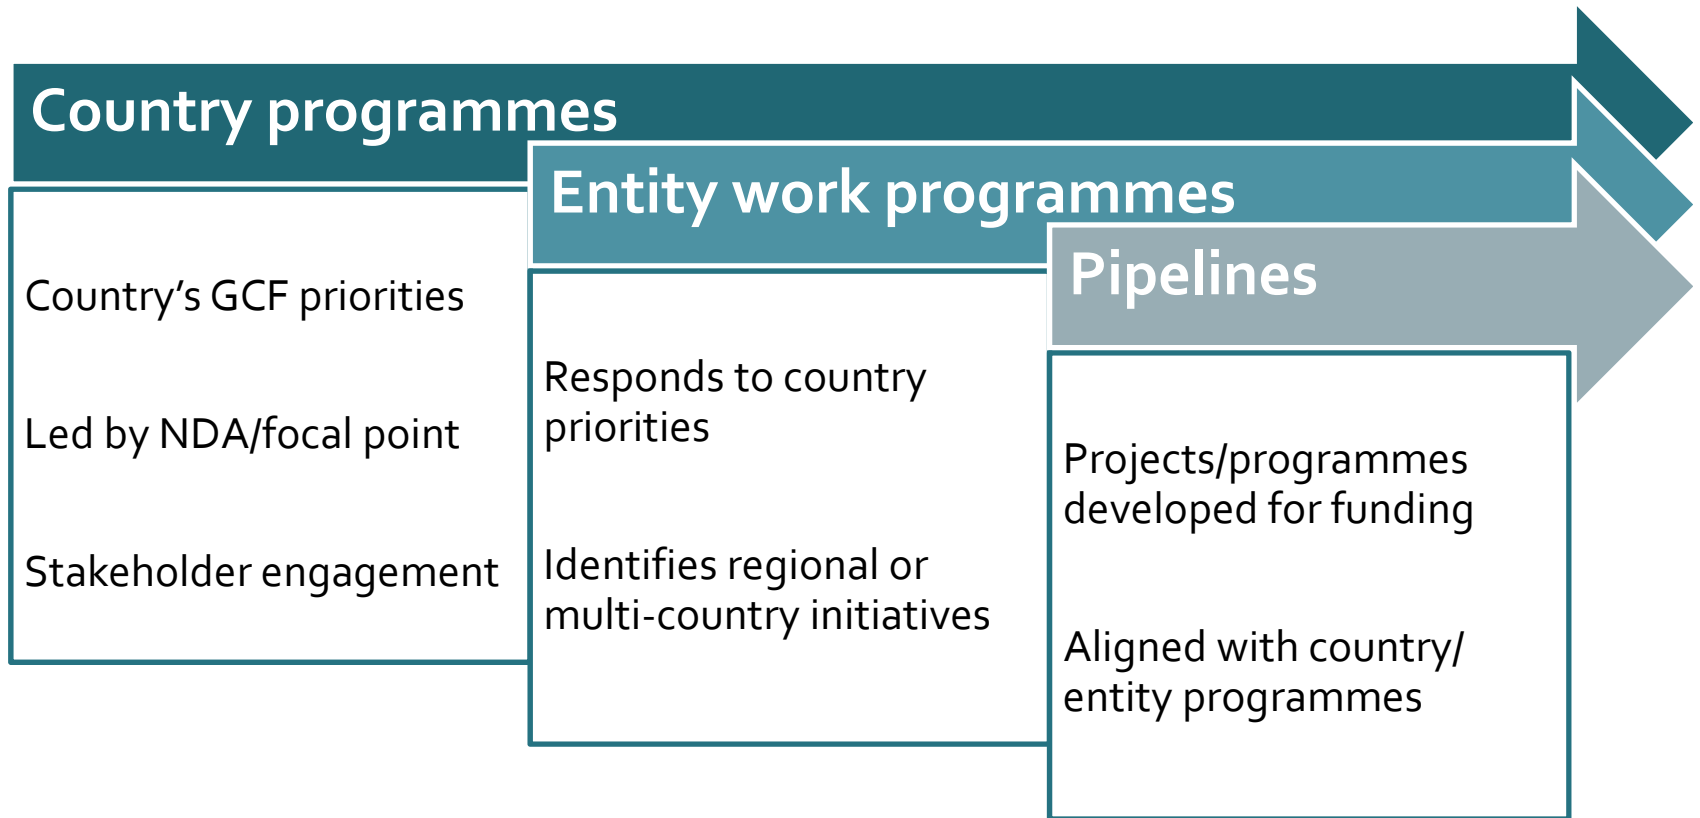 Country programmes
Country’s GCF priorities
Led by NDA/focal point
Stakeholder engagement
Entity work programmes
Responds to country
priorities
Identifies regional or
multi-country initiatives
Pipelines
Projects/programmes
developed for funding
Aligned with country/
entity programmes